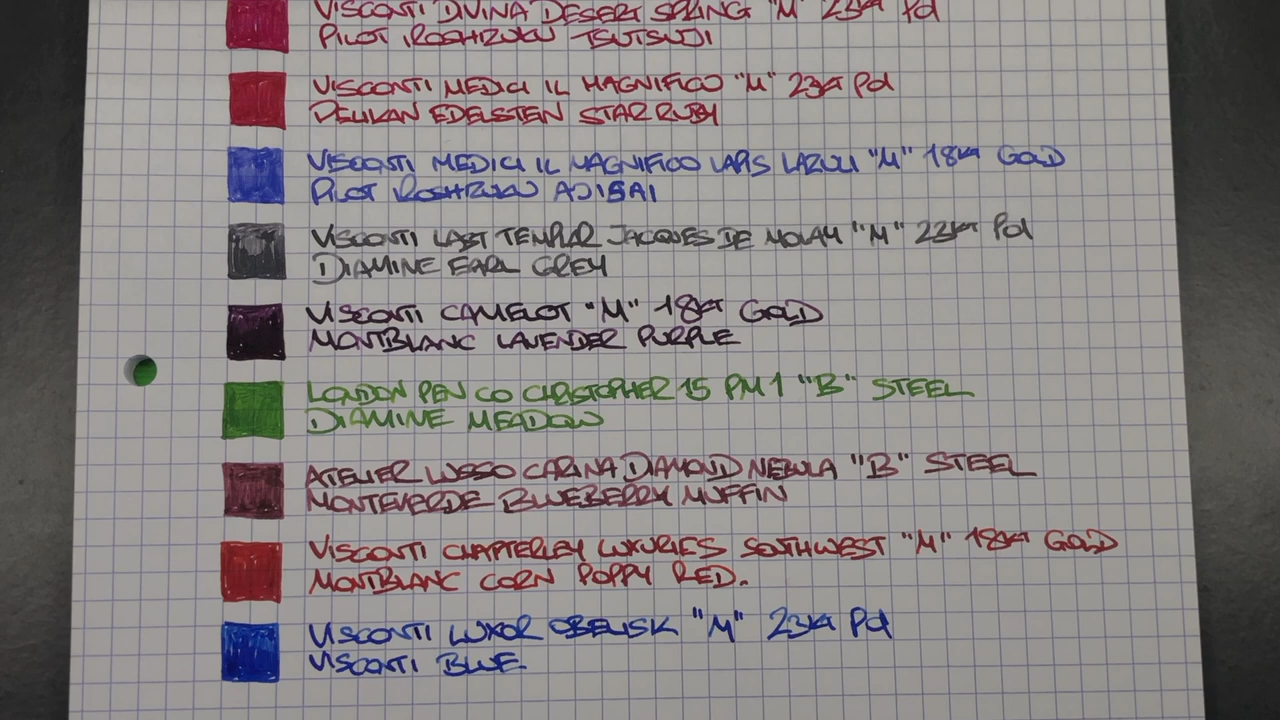 VISCONTI DIVINA DESERT SPRING "M" 23KT Pd
PILOT IROSHIZUKU TSUTSUJI
VISCONTI MEDICI IL MAGNIFICO "M" 23KT Pd
PELIKAN EDELSTEIN STAR RUBY
VISCONTI MEDICI IL MAGNIFICO LAPIS LAZULI "M" 18KT GOLD
PILOT IROSHIZUKU AJISAI
VISCONTI LAST TEMPLAR JACQUES DE MOLAY "M" 23KT Pd
DIAMINE EARL GREY
VISCONTI CAMELOT "M" 18KT GOLD
MONTBLANC LAVENDER PURPLE
LONDON PEN CO CHRISTOPHER 15 PM1 "B" STEEL
DIAMINE MEADOW
ATELIER LUSSO CARINA DIAMOND NEBULA "B" STEEL
MONTEVERDE BLUEBERRY MUFFIN
VISCONTI CHAPTERLEY LUXURIES SOUTHWEST "M" 18KT GOLD
MONTBLANC CORN POPPY RED.
VISCONTI LUXOR OBELISK "M" 23KT Pd
VISCONTI BLUE